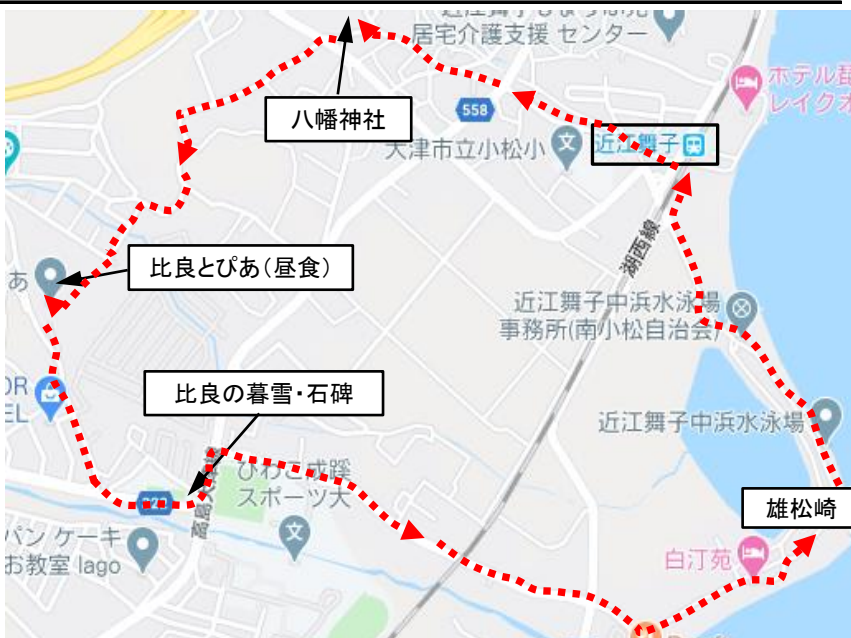 居宅介護支援 センター
ホテル琵
レイクオ
八幡神社
558
大津市立小松小
近江舞子
湖西線
比良とぴあ(昼食)
あ
近江舞子中浜水泳場
事務所(南小松自治会)
OR
EL
比良の暮雪・石碑
近江舞子中浜水泳場
びわこ成蹊
スポーツ大
雄松崎
パン ケーキ
お教室 lago
白汀苑